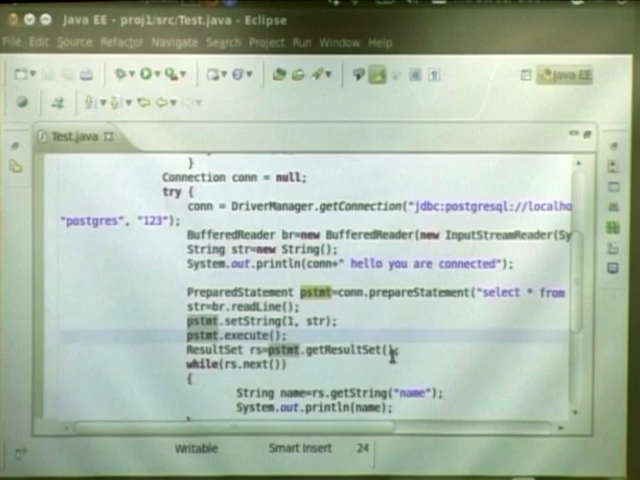 Java EE - proj1/src/Test.java - Eclipse
File Edit Source Refactor Navigate Search Project Run Window Help
Java EE
Test.java
}
Connection conn = null;
try {
conn = DriverManager.getConnection("jdbc:postgresql://localho
"postgres", "123");
BufferedReader br=new BufferedReader(new InputStreamReader(Sy
String str=new String();
System.out.println(conn+" hello you are connected");
PreparedStatement pstmt=conn.prepareStatement("select * from
str=br.readLine();
pstmt.setString(1, str);
pstmt.execute();
ResultSet rs=pstmt.getResultSet();
while(rs.next())
{
String name=rs.getString("name");
System.out.println(name);
Writable Smart Insert 24